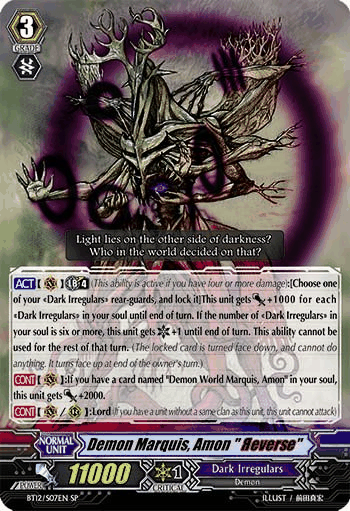 3
GRADE
Light lies on the other side of darkness?
Who in the world decided on that?
ACT [ ] LB 4 (This ability is active if you have four or more damage):[Choose one
of your «Dark Irregulars» rear-guards, and lock it]This unit gets +1000 for each
«Dark Irregulars» in your soul until end of turn. If the number of «Dark Irregulars» in
your soul is six or more, this unit gets +1 until end of turn. This ability cannot be
used for the rest of that turn. (The locked card is turned face down, and cannot do
anything. It turns face up at the end of the owner's turn.)
CONT [ ]:If you have a card named "Demon World Marquis, Amon" in your soul,
this unit gets +2000.
CONT [ / ]:Lord (If you have a unit without a same clan as this unit, this unit cannot attack)
NORMAL
UNIT
Demon Marquis, Amon "Reverse"
POWER
11000
1
CRITICAL
Dark Irregulars
Demon
BT12/S07EN SP
ILLUST / 前田真宏